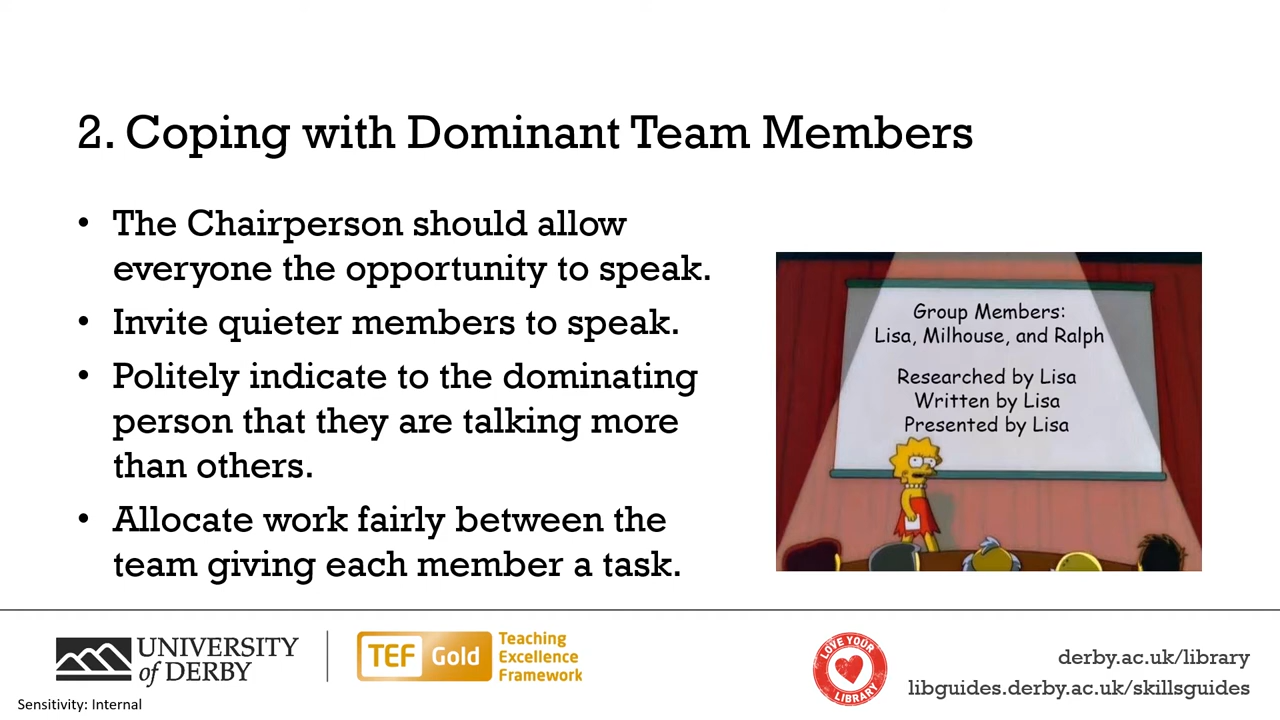 2. Coping with Dominant Team Members
• The Chairperson should allow
everyone the opportunity to speak.
• Invite quieter members to speak.
• Politely indicate to the dominating
person that they are talking more
than others.
• Allocate work fairly between the
team giving each member a task.
Group Members:
Lisa, Milhouse, and Ralph
Researched by Lisa
Written by Lisa
Presented by Lisa
UNIVERSITY
of DERBY
TEF Gold
Teaching
Excellence
Framework
LOVE YOUR
LIBRARY
derby.ac.uk/library
libguides.derby.ac.uk/skillsguides
Sensitivity: Internal